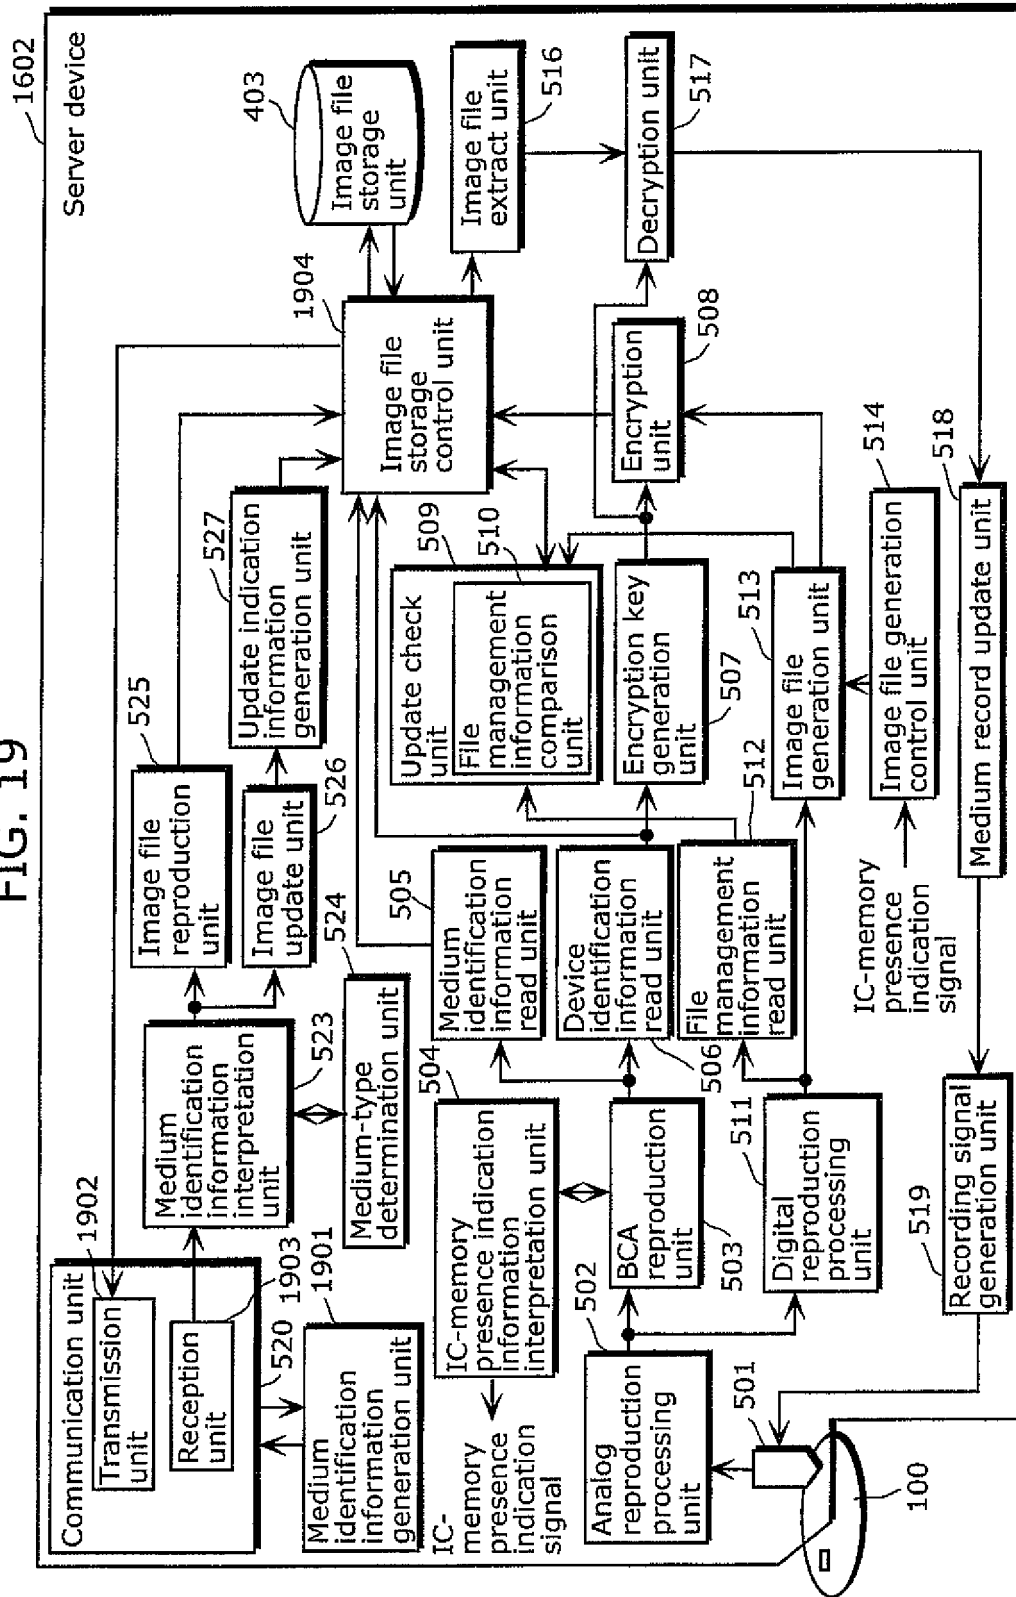 FIG. 19
1602
Server device
Communication unit
Transmission
unit
1902
Reception
unit
1903
520
Medium
identification
information
generation unit
1901
Medium
identification
information
interpretation
unit
523
Medium-type
determination unit
524
Image file
reproduction
unit
525
Image file
update unit
526
Update indication
information
generation unit
527
Image file
storage
control unit
1904
Image file
storage
unit
403
Image file
extract unit
516
Decryption unit
517
IC-
memory
presence
indication
signal
IC-memory
presence indication
information
interpretation unit
504
Medium
identification
information
read unit
505
Update check
unit
509
File
management
information
comparison
unit
510
Analog
reproduction
processing
unit
502
BCA
reproduction
unit
503
Device
identification
information
read unit
506
Encryption key
generation
unit
507
Encryption
unit
508
File
management
information
read unit
512
Digital
reproduction
processing
unit
511
Image file
generation unit
513
IC-memory
presence
indication
signal
Image file generation
control unit
514
501
100
Recording signal
generation unit
519
Medium record update unit
518